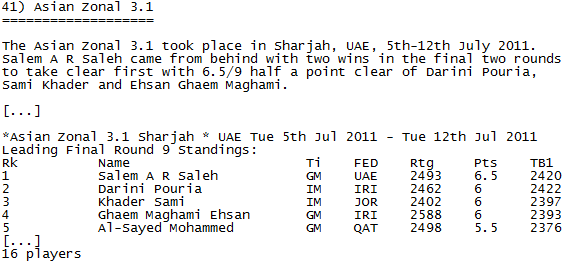 41) Asian Zonal 3.1
===================
The Asian Zonal 3.1 took place in Sharjah, UAE, 5th-12th July 2011.
Salem A R Saleh came from behind with two wins in the final two rounds
to take clear first with 6.5/9 half a point clear of Darini Pouria,
Sami Khader and Ehsan Ghaem Maghami.
[...]
*Asian Zonal 3.1 Sharjah * UAE Tue 5th Jul 2011 - Tue 12th Jul 2011
Leading Final Round 9 Standings:
Rk Name Ti FED Rtg Pts TB1
1 Salem A R Saleh GM UAE 2493 6.5 2420
2 Darini Pouria IM IRI 2462 6 2422
3 Khader Sami IM JOR 2402 6 2397
4 Ghaem Maghami Ehsan GM IRI 2588 6 2393
5 Al-Sayed Mohammed GM QAT 2498 5.5 2376
[...]
16 players